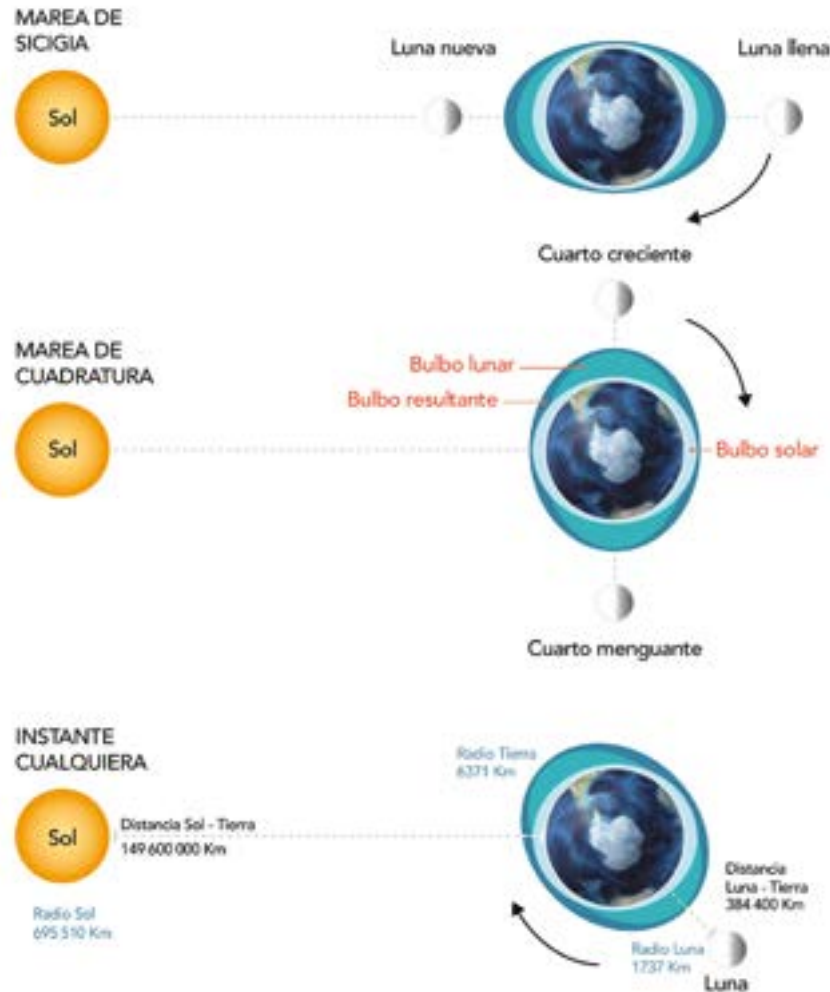 MAREA DE
SICIGIA
Luna nueva
Luna llena
Sol
Cuarto creciente
MAREA DE
CUADRATURA
Bulbo lunar
Bulbo resultante
Sol
Bulbo solar
Cuarto menguante
INSTANTE
CUALQUIERA
Radio Tierra
6371 Km
Sol
Distancia Sol - Tierra
149 600 000 Km
Distancia
Luna - Tierra
384 400 Km
Radio Sol
695 510 Km
Radio Luna
1737 Km
Luna